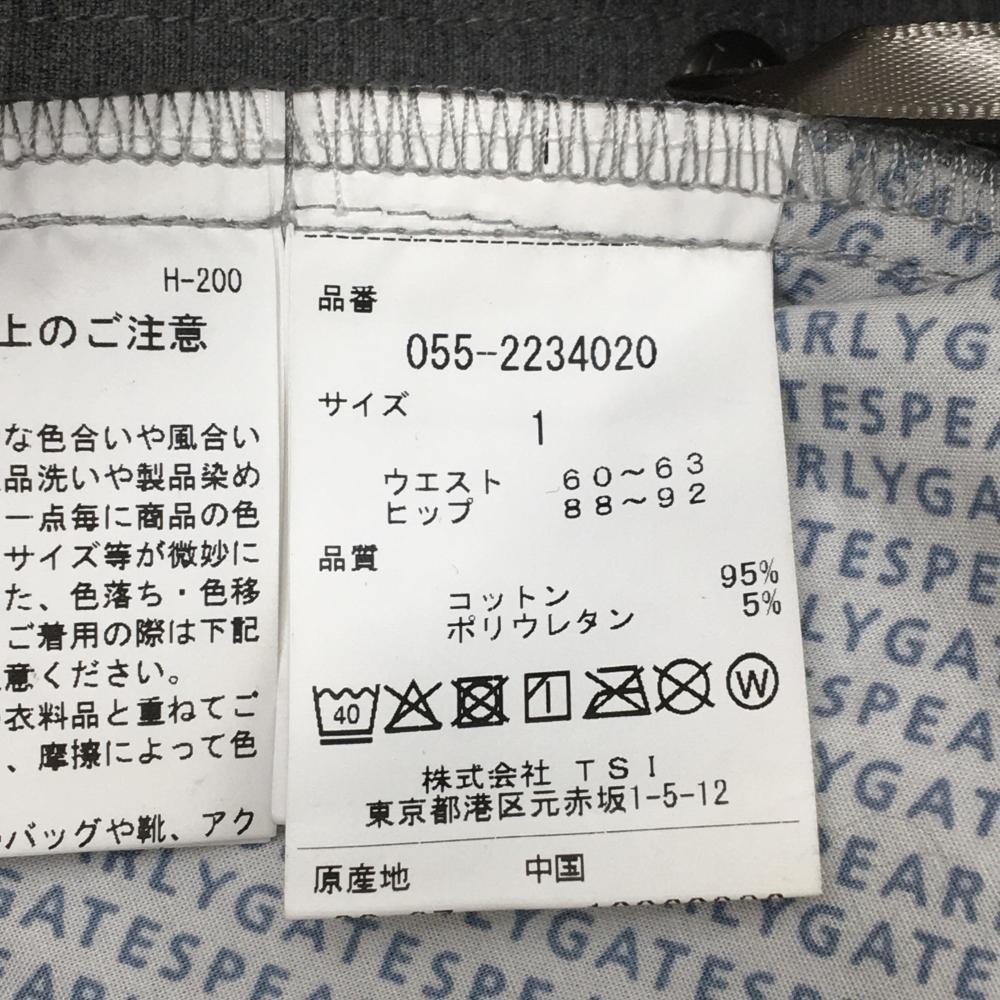 H-200
上のご注意
な色合いや風合い
品洗いや製品染め
一点毎に商品の色
サイズ等が微妙に
た、色落ち・色移
ご着用の際は下記
意ください。
衣料品と重ねてご
、摩擦によって色
バッグや靴、アク
品番
055-2234020
サイズ
1
ウエスト 60～63
ヒップ 88～92
品質
コットン 95%
ポリウレタン 5%
40
W
株式会社 TSI
東京都港区元赤坂1-5-12
原産地 中国
ARLYG
TESPEA
RLYGA
TESPE
LYGAT
SPEAR
YGAT
PEAR
ARLYGATE
GATESPEAR